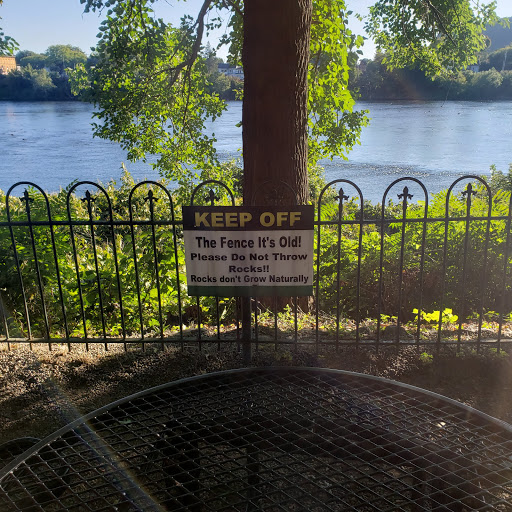 KEEP OFF
The Fence It's Old!
Please Do Not Throw
Rocks!!
Rocks don't Grow Naturally